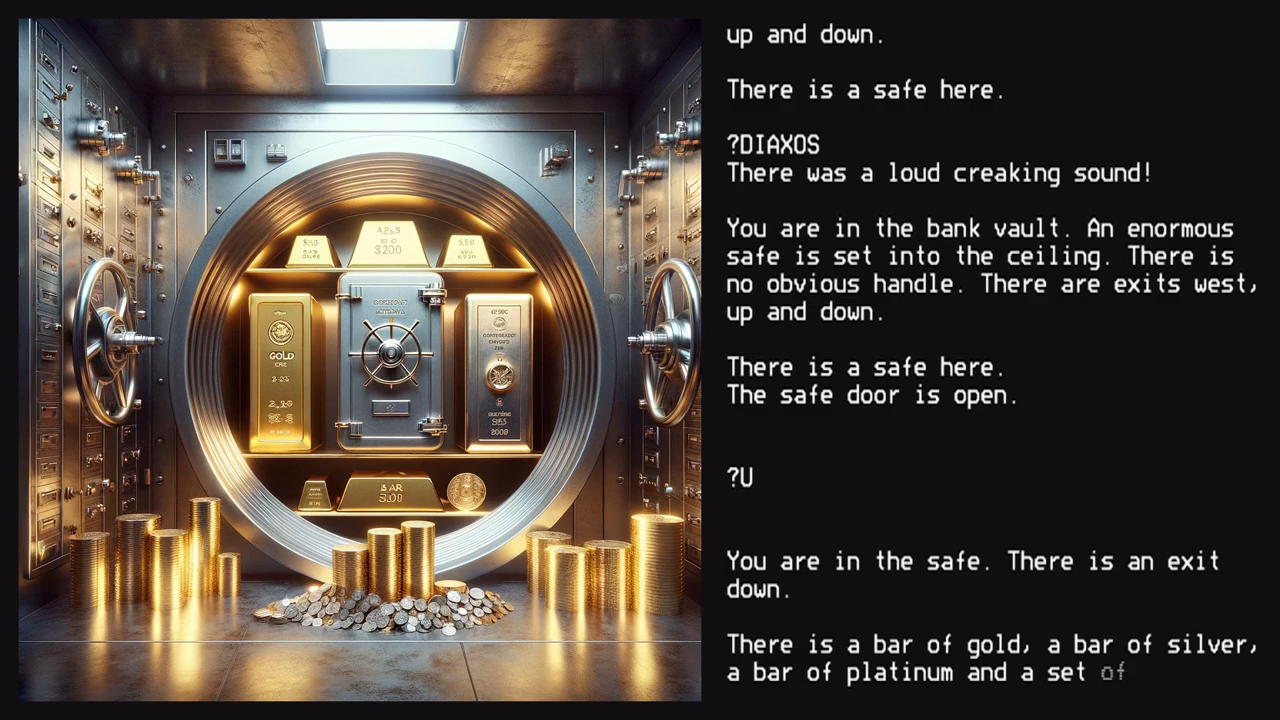 up and down.
There is a safe here.
?DIAXOS
There was a loud creaking sound!
You are in the bank vault. An enormous
safe is set into the ceiling. There is
no obvious handle. There are exits west,
up and down.
There is a safe here.
The safe door is open.
?U
You are in the safe. There is an exit
down.
There is a bar of gold, a bar of silver,
a bar of platinum and a set of
GOLD